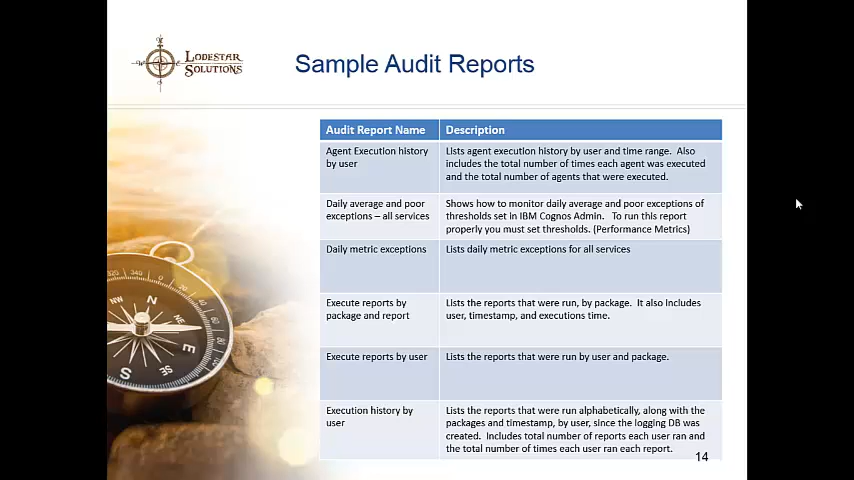 LODESTAR
SOLUTIONS
Sample Audit Reports
Audit Report Name
Description
Agent Execution history
by user
Lists agent execution history by user and time range. Also
includes the total number of times each agent was executed
and the total number of agents that were executed.
Daily average and poor
exceptions – all services
Shows how to monitor daily average and poor exceptions of
thresholds set in IBM Cognos Admin. To run this report
properly you must set thresholds. (Performance Metrics)
Daily metric exceptions
Lists daily metric exceptions for all services
Execute reports by
package and report
Lists the reports that were run, by package. It also includes
user, timestamp, and executions time.
Execute reports by user
Lists the reports that were run by user and package.
Execution history by
user
Lists the reports that were run alphabetically, along with the
packages and timestamp, by user, since the logging DB was
created. Includes total number of reports each user ran and
the total number of times each user ran each report.
14
N
NE
E
SE
S
NW